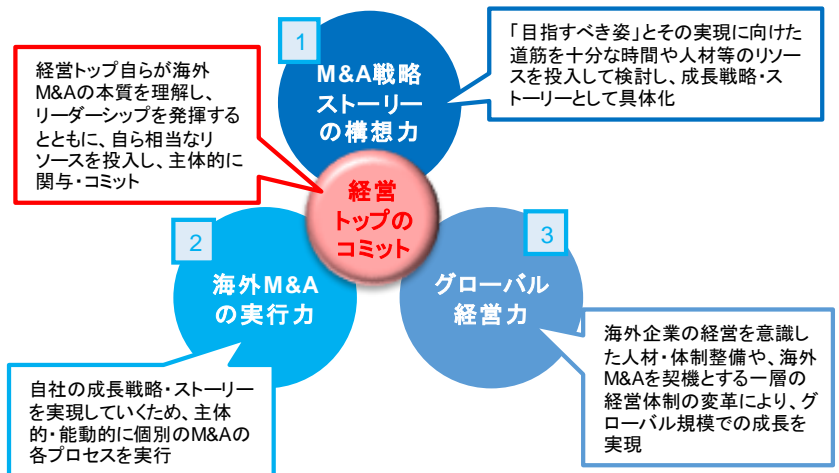 1
M&A戦略
ストーリー
の構想力
「目指すべき姿」とその実現に向けた
道筋を十分な時間や人材等のリソー
スを投入して検討し、成長戦略・ス
トーリーとして具体化
経営トップ自らが海外
M&Aの本質を理解し、
リーダーシップを発揮する
とともに、自ら相当なリ
ソースを投入し、主体的に
関与・コミット
経営
トップの
コミット
2
海外M&A
の実行力
自社の成長戦略・ストーリー
を実現していくため、主体
的・能動的に個別のM&Aの
各プロセスを実行
3
グローバル
経営力
海外企業の経営を意識し
た人材・体制整備や、海外
M&Aを契機とする一層の
経営体制の変革により、グ
ローバル規模での成長を
実現